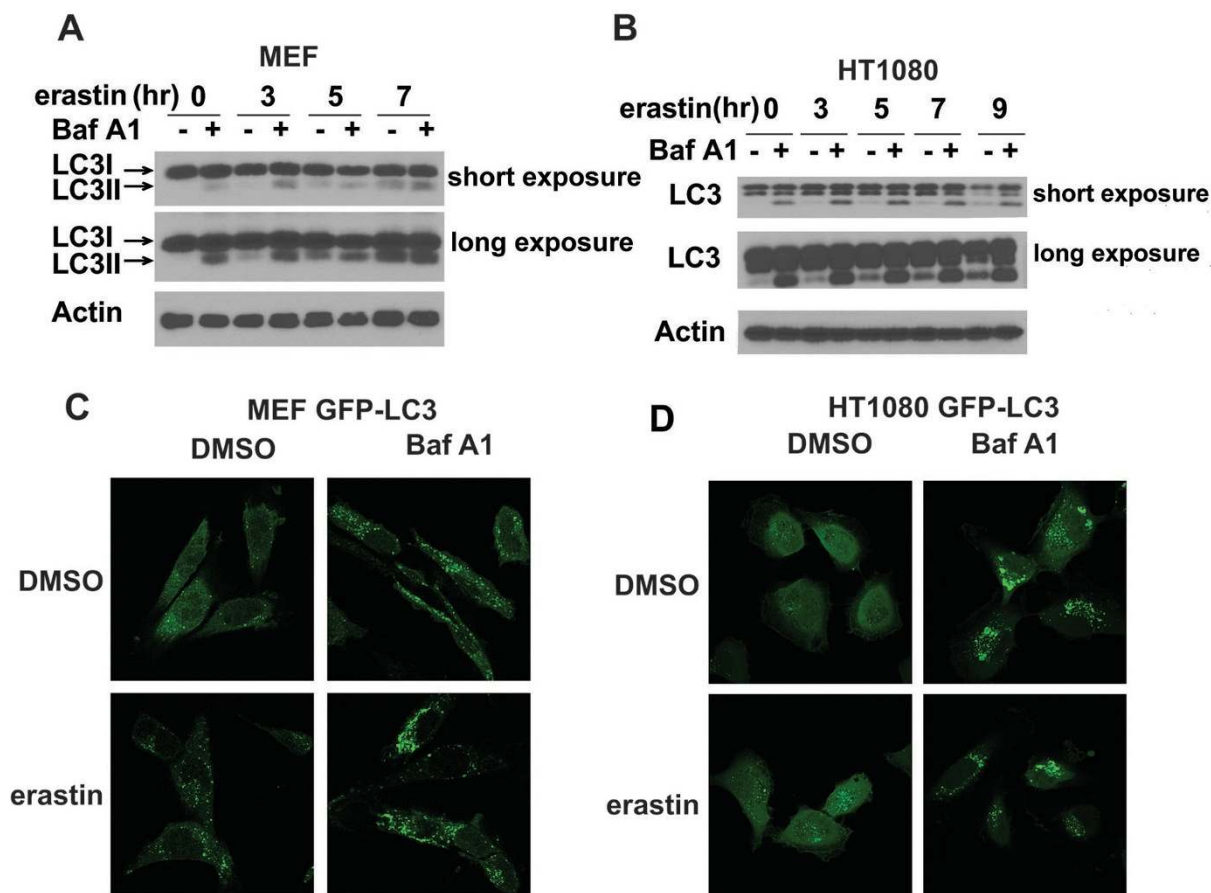 A
MEF
erastin (hr) 0 3 5 7
Baf A1 - + - + - + - +
LC3I
LC3II
short exposure
LC3I
LC3II
long exposure
Actin
B
HT1080
erastin(hr) 0 3 5 7 9
Baf A1 - + - + - + - + - +
LC3
short exposure
LC3
long exposure
Actin
C
MEF GFP-LC3
DMSO Baf A1
DMSO
erastin
D
HT1080 GFP-LC3
DMSO Baf A1
DMSO
erastin